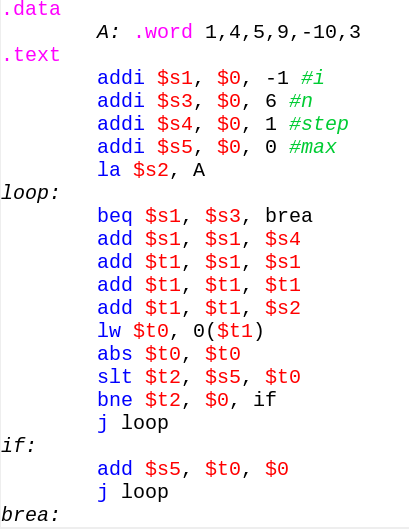 .data
A: .word 1,4,5,9,-10,3
.text
addi $s1, $0, -1 #i
addi $s3, $0, 6 #n
addi $s4, $0, 1 #step
addi $s5, $0, 0 #max
la $s2, A
loop:
beq $s1, $s3, brea
add $s1, $s1, $s4
add $t1, $s1, $s1
add $t1, $t1, $t1
add $t1, $t1, $s2
lw $t0, 0($t1)
abs $t0, $t0
slt $t2, $s5, $t0
bne $t2, $0, if
j loop
if:
add $s5, $t0, $0
j loop
brea: